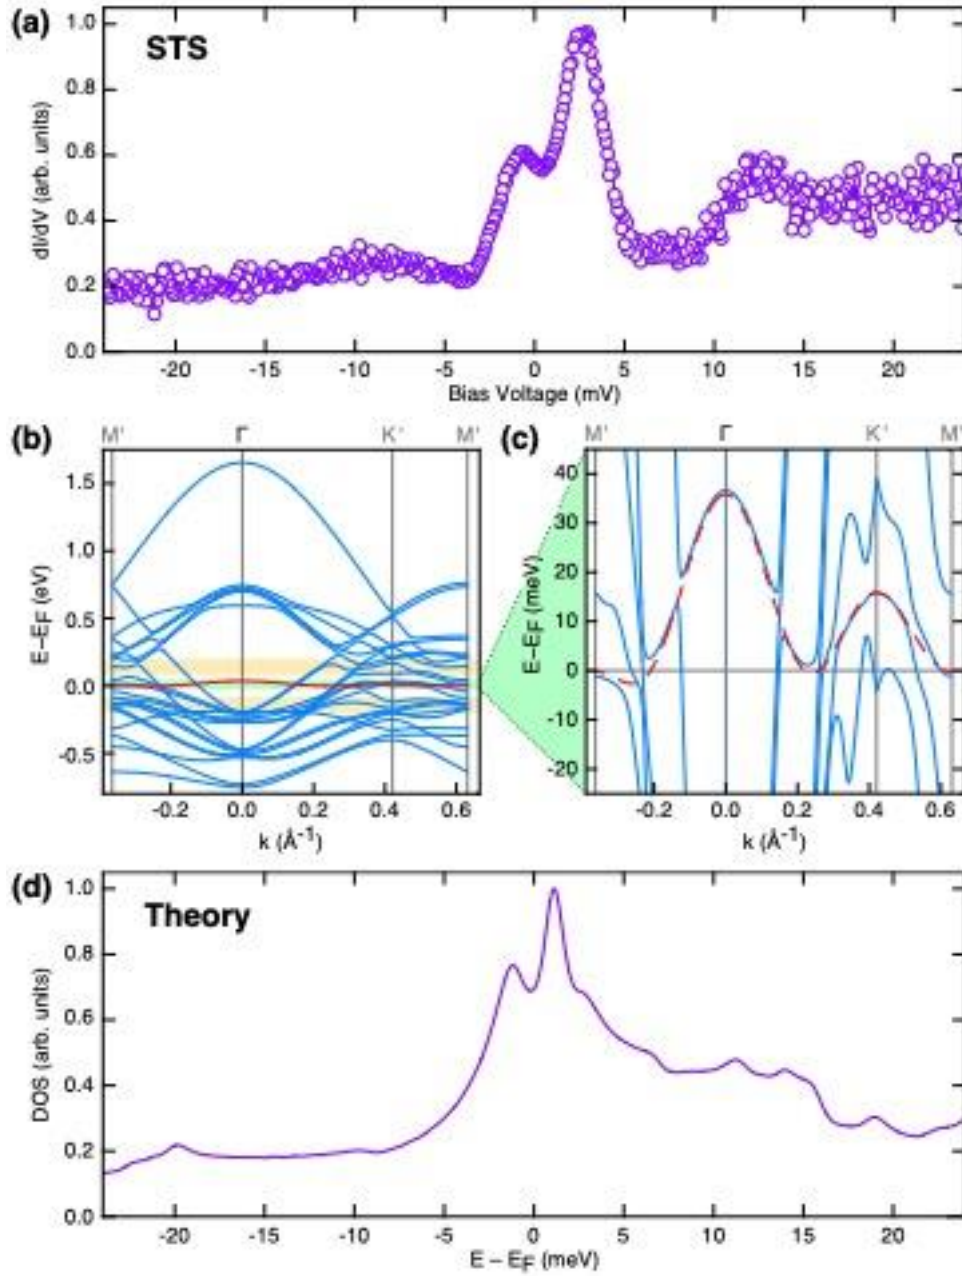 (a)
STS
dI/dV (arb. units)
1.0
0.8
0.6
0.4
0.2
0.0
-20 -15 -10 -5 0 5 10 15 20
Bias Voltage (mV)
(b)
M' Γ K' M'
E–EF (eV)
1.5
1.0
0.5
0.0
-0.5
-0.2 0.0 0.2 0.4 0.6
k (Å-1)
(c)
M' Γ K' M'
E–EF (meV)
40
30
20
10
0
-10
-20
-0.2 0.0 0.2 0.4 0.6
k (Å-1)
(d)
Theory
DOS (arb. units)
1.0
0.8
0.6
0.4
0.2
0.0
-20 -15 -10 -5 0 5 10 15 20
E – EF (meV)